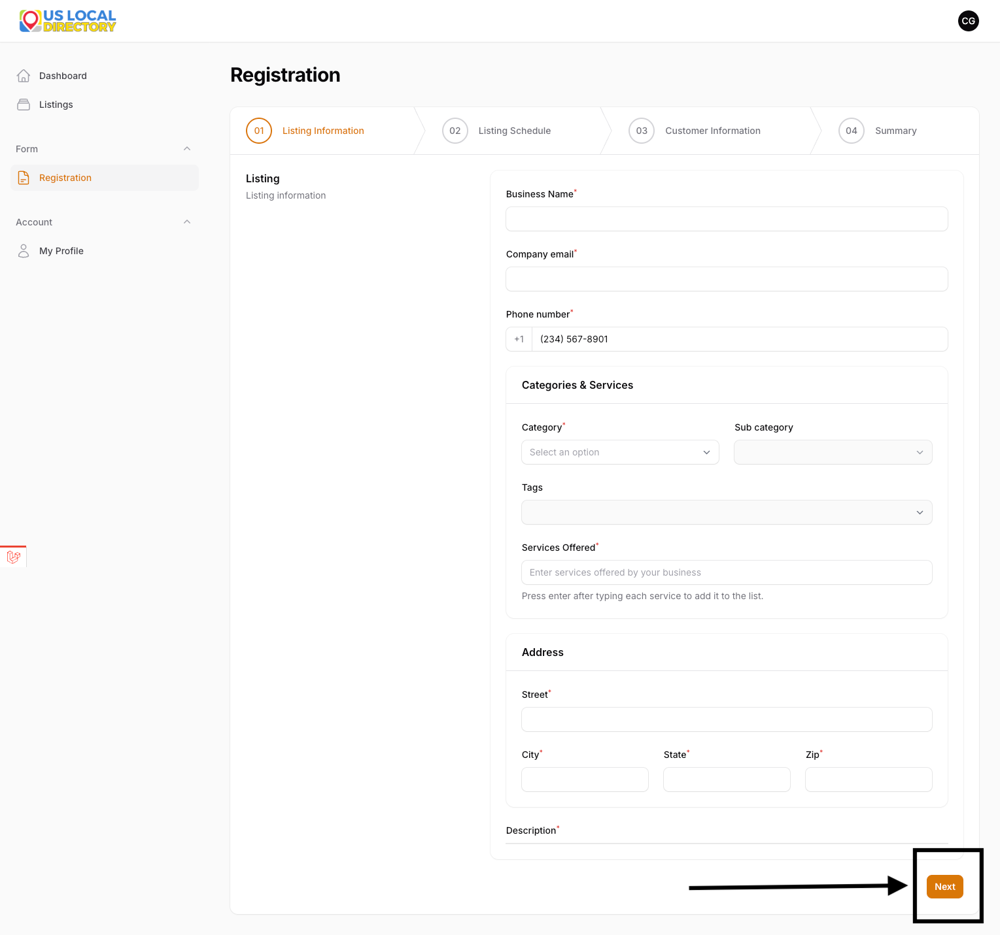 US LOCAL
DIRECTORY
CG
Dashboard
Listings
Form
Registration
Account
My Profile
Registration
01 Listing Information
02 Listing Schedule
03 Customer Information
04 Summary
Listing
Listing information
Business Name*
Company email*
Phone number*
+1 (234) 567-8901
Categories & Services
Category* Sub category
Select an option
Tags
Services Offered*
Enter services offered by your business
Press enter after typing each service to add it to the list.
Address
Street*
City* State* Zip*
Description*
Next